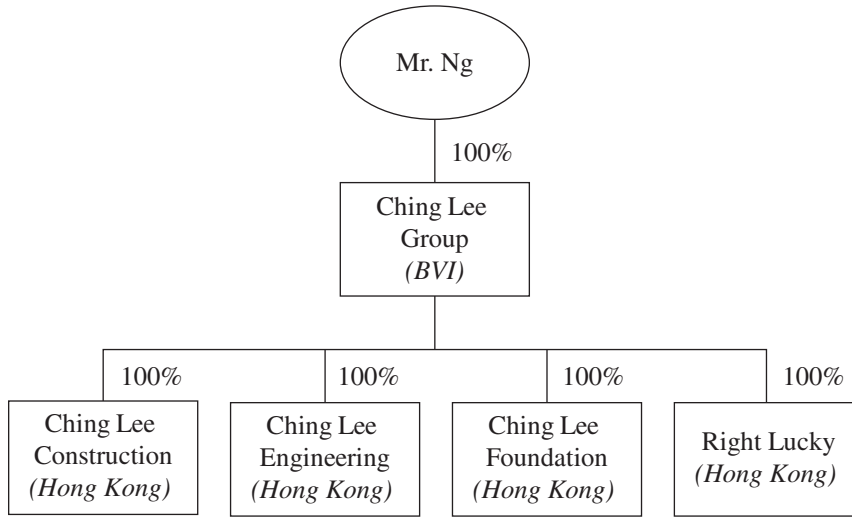 Mr. Ng
100%
Ching Lee
Group
(BVI)
100%
100%
100%
100%
Ching Lee
Construction
(Hong Kong)
Ching Lee
Engineering
(Hong Kong)
Ching Lee
Foundation
(Hong Kong)
Right Lucky
(Hong Kong)